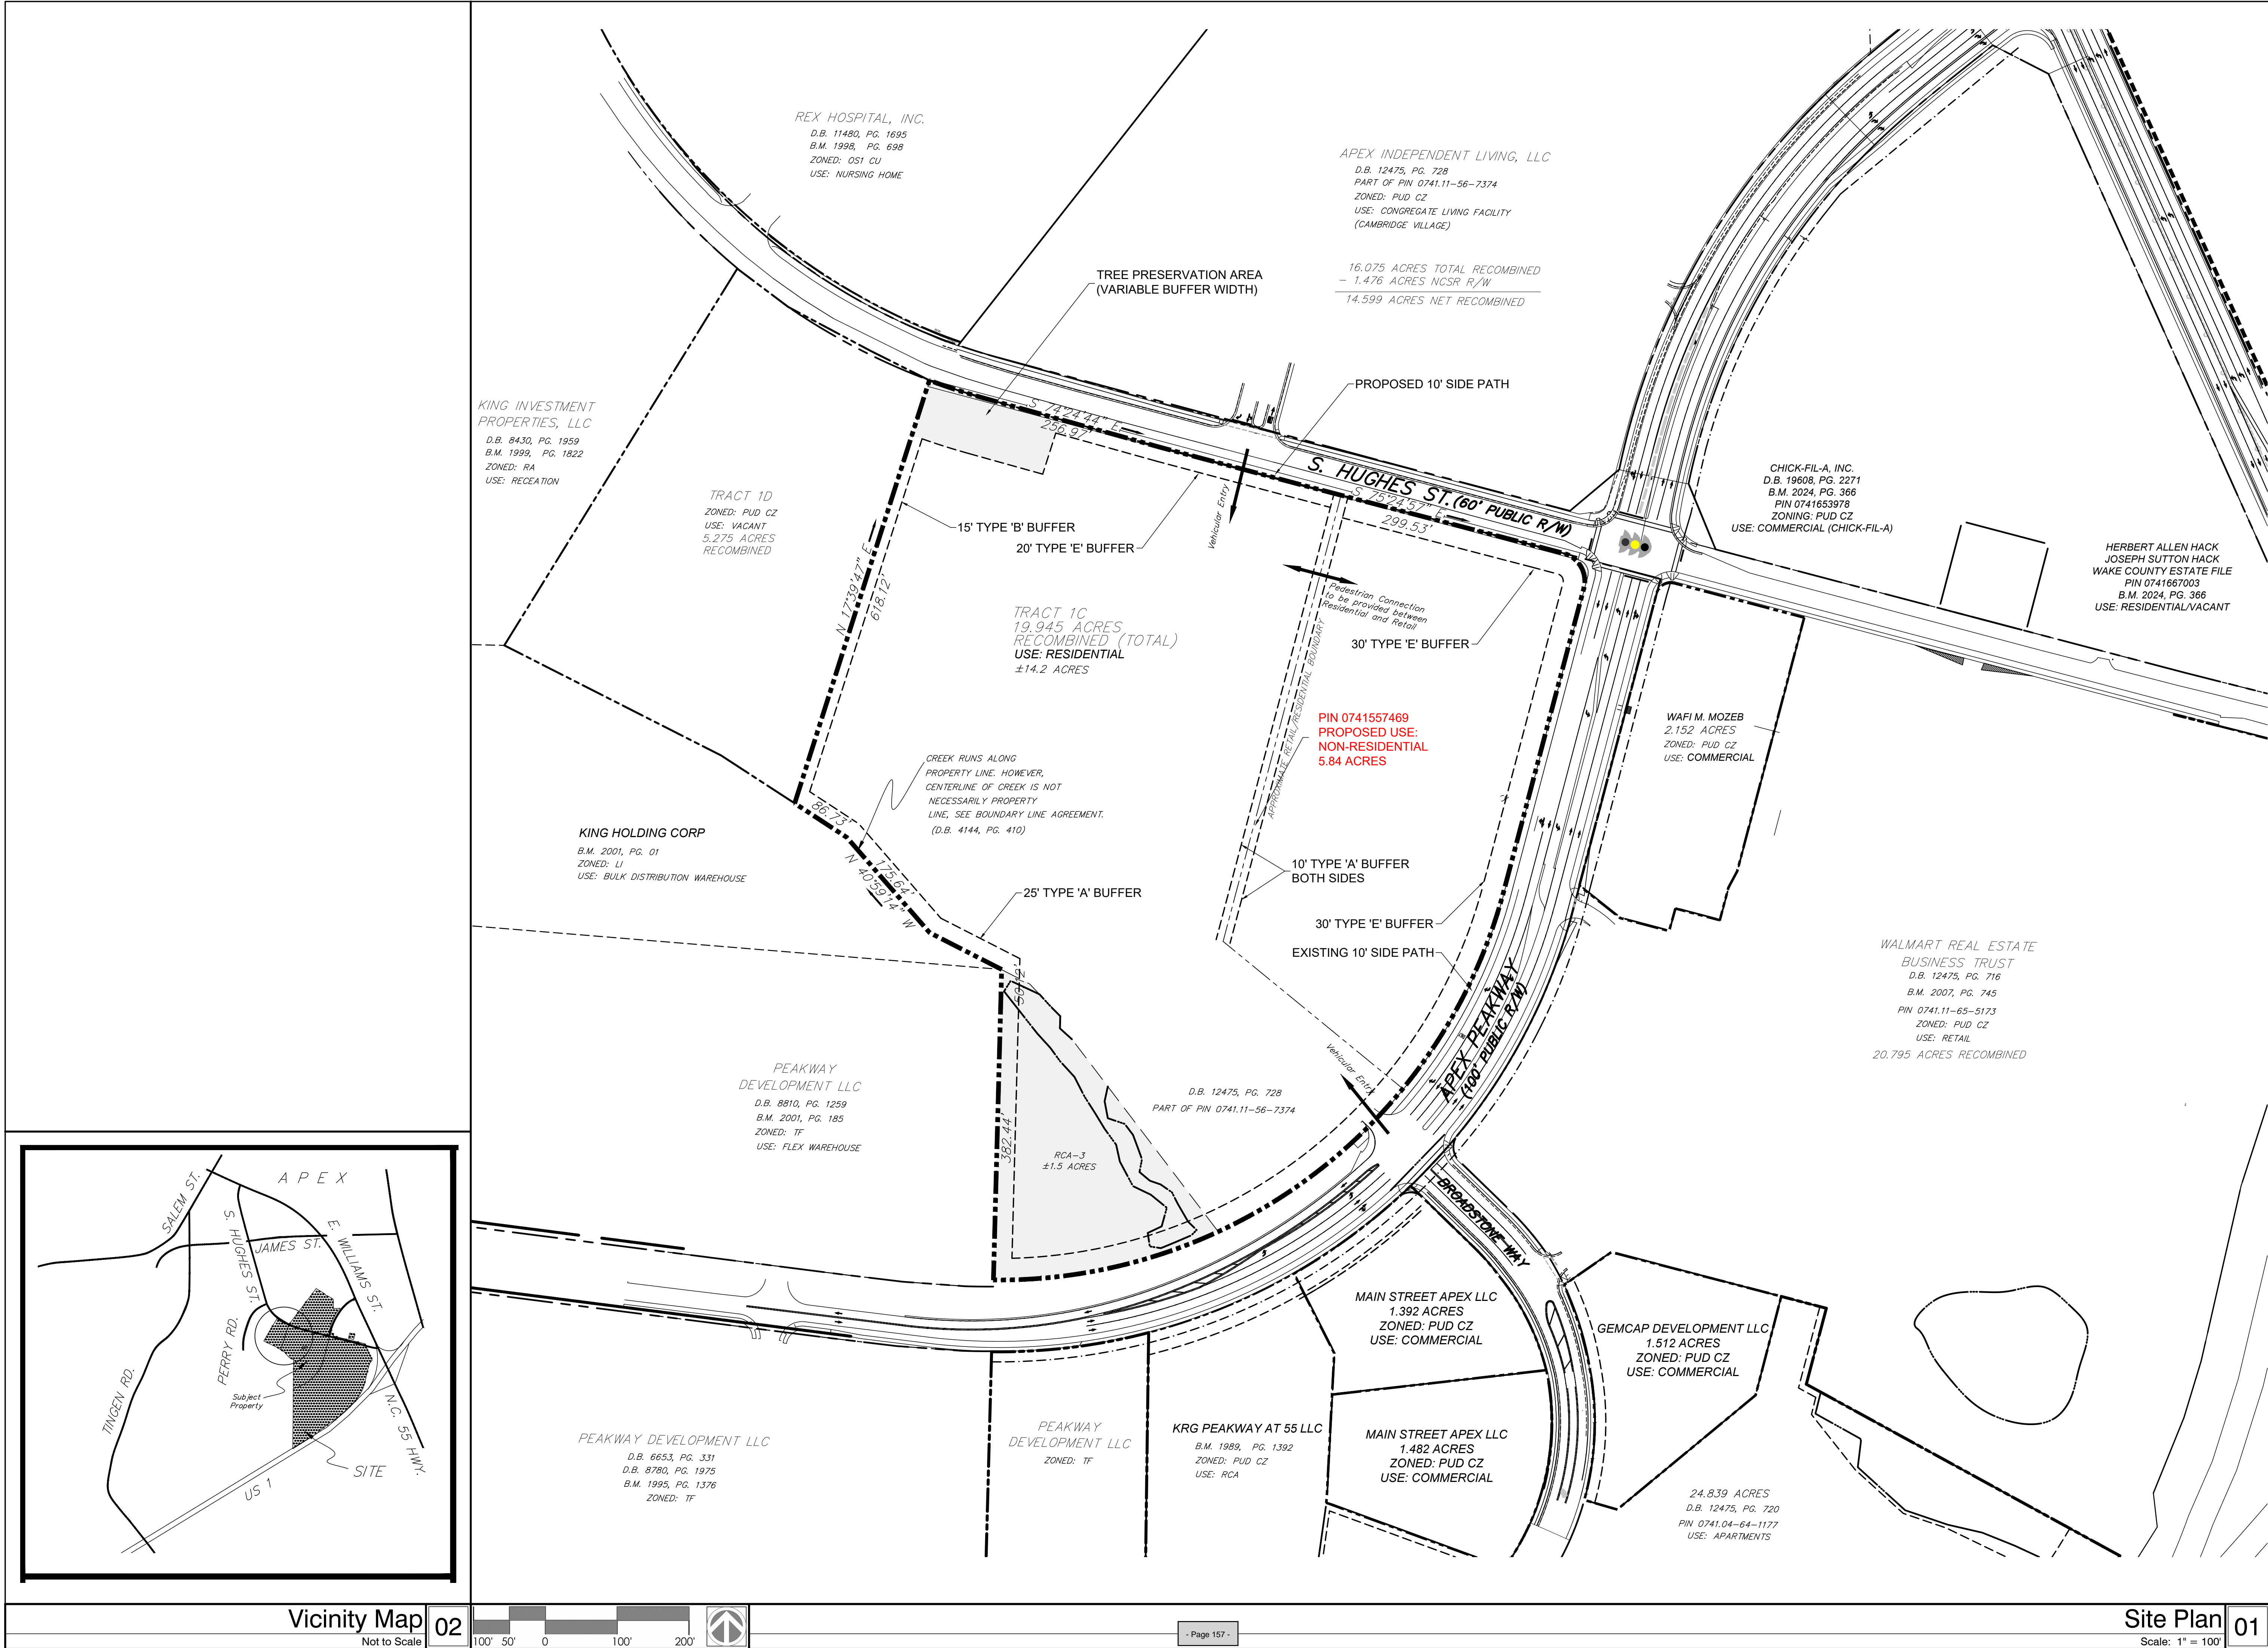 REX HOSPITAL, INC.
D.B. 11480, PG. 1695
B.M. 1998, PG. 698
ZONED: OS1 CU
USE: NURSING HOME
APEX INDEPENDENT LIVING, LLC
D.B. 12475, PG. 728
PART OF PIN 0741.11-56-7374
ZONED: PUD CZ
USE: CONGREGATE LIVING FACILITY
(CAMBRIDGE VILLAGE)
16.075 ACRES TOTAL RECOMBINED
- 1.476 ACRES NCSR R/W
14.599 ACRES NET RECOMBINED
TREE PRESERVATION AREA
(VARIABLE BUFFER WIDTH)
PROPOSED 10' SIDE PATH
KING INVESTMENT
PROPERTIES, LLC
D.B. 8430, PG. 1959
B.M. 1999, PG. 1822
ZONED: RA
USE: RECEATION
S 74°24'44" E
256.97'
S. HUGHES ST. (60' PUBLIC R/W)
S 75°24'57" E
299.53'
CHICK-FIL-A, INC.
D.B. 19608, PG. 2271
B.M. 2024, PG. 366
PIN 0741653978
ZONING: PUD CZ
USE: COMMERCIAL (CHICK-FIL-A)
HERBERT ALLEN HACK
JOSEPH SUTTON HACK
WAKE COUNTY ESTATE FILE
PIN 0741667003
B.M. 2024, PG. 366
USE: RESIDENTIAL/VACANT
TRACT 1D
ZONED: PUD CZ
USE: VACANT
5.275 ACRES
RECOMBINED
15' TYPE 'B' BUFFER
20' TYPE 'E' BUFFER
Vehicular Entry
N 17°39'47" E
618.12'
TRACT 1C
19.945 ACRES
RECOMBINED (TOTAL)
USE: RESIDENTIAL
±14.2 ACRES
Pedestrian Connection
to be provided between
Residential and Retail
30' TYPE 'E' BUFFER
APPROXIMATE RETAIL/RESIDENTIAL BOUNDARY
PIN 0741557469
PROPOSED USE:
NON-RESIDENTIAL
5.84 ACRES
WAFI M. MOZEB
2.152 ACRES
ZONED: PUD CZ
USE: COMMERCIAL
CREEK RUNS ALONG
PROPERTY LINE. HOWEVER,
CENTERLINE OF CREEK IS NOT
NECESSARILY PROPERTY
LINE, SEE BOUNDARY LINE AGREEMENT.
(D.B. 4144, PG. 410)
86.73'
175.64'
N 40°59'14" W
KING HOLDING CORP
B.M. 2001, PG. 01
ZONED: LI
USE: BULK DISTRIBUTION WAREHOUSE
25' TYPE 'A' BUFFER
10' TYPE 'A' BUFFER
BOTH SIDES
30' TYPE 'E' BUFFER
EXISTING 10' SIDE PATH
APEX PEAKWAY
(100' PUBLIC R/W)
WALMART REAL ESTATE
BUSINESS TRUST
D.B. 12475, PG. 716
B.M. 2007, PG. 745
PIN 0741.11-65-5173
ZONED: PUD CZ
USE: RETAIL
20.795 ACRES RECOMBINED
382.44'
PEAKWAY
DEVELOPMENT LLC
D.B. 8810, PG. 1259
B.M. 2001, PG. 185
ZONED: TF
USE: FLEX WAREHOUSE
D.B. 12475, PG. 728
PART OF PIN 0741.11-56-7374
Vehicular Entry
RCA-3
±1.5 ACRES
BROADSTONE WAY
MAIN STREET APEX LLC
1.392 ACRES
ZONED: PUD CZ
USE: COMMERCIAL
GEMCAP DEVELOPMENT LLC
1.512 ACRES
ZONED: PUD CZ
USE: COMMERCIAL
PEAKWAY DEVELOPMENT LLC
D.B. 6653, PG. 331
D.B. 8780, PG. 1975
B.M. 1995, PG. 1376
ZONED: TF
PEAKWAY
DEVELOPMENT LLC
ZONED: TF
KRG PEAKWAY AT 55 LLC
B.M. 1989, PG. 1392
ZONED: PUD CZ
USE: RCA
MAIN STREET APEX LLC
1.482 ACRES
ZONED: PUD CZ
USE: COMMERCIAL
24.839 ACRES
D.B. 12475, PG. 720
PIN 0741.04-64-1177
USE: APARTMENTS
APEX
SALEM ST.
S. HUGHES ST.
JAMES ST.
E. WILLIAMS ST.
PERRY RD.
TINGEN RD.
Subject
Property
N.C. 55 HWY.
SITE
US 1
Vicinity Map
Not to Scale
02
100' 50' 0 100' 200'
- Page 157 -
Site Plan
Scale: 1" = 100'
01